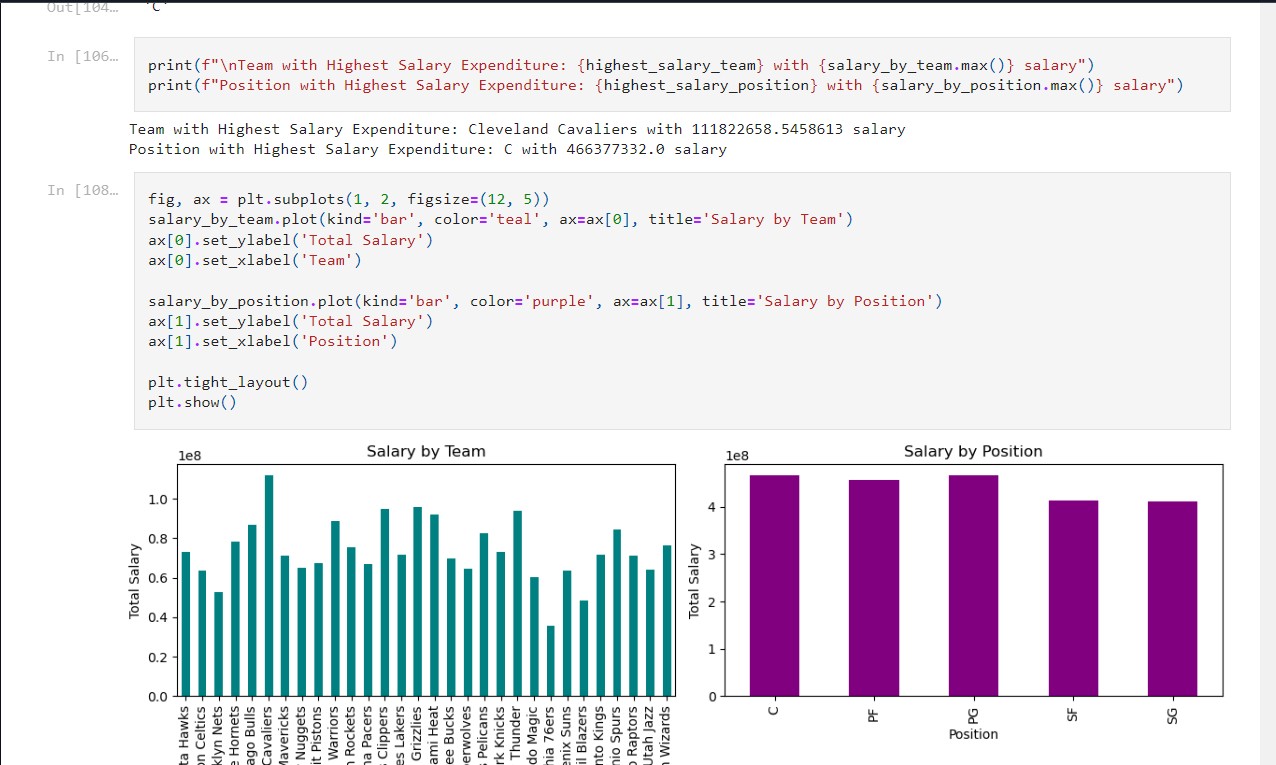 Out[104…
'C'
In [106…
print(f"\nTeam with Highest Salary Expenditure: {highest_salary_team} with {salary_by_team.max()} salary")
print(f"Position with Highest Salary Expenditure: {highest_salary_position} with {salary_by_position.max()} salary")
Team with Highest Salary Expenditure: Cleveland Cavaliers with 111822658.5458613 salary
Position with Highest Salary Expenditure: C with 466377332.0 salary
In [108…
fig, ax = plt.subplots(1, 2, figsize=(12, 5))
salary_by_team.plot(kind='bar', color='teal', ax=ax[0], title='Salary by Team')
ax[0].set_ylabel('Total Salary')
ax[0].set_xlabel('Team')
salary_by_position.plot(kind='bar', color='purple', ax=ax[1], title='Salary by Position')
ax[1].set_ylabel('Total Salary')
ax[1].set_xlabel('Position')
plt.tight_layout()
plt.show()
Salary by Team
1e8
1.0
0.8
0.6
0.4
0.2
0.0
Total Salary
ta Hawks
on Celtics
klyn Nets
e Hornets
ago Bulls
Cavaliers
Mavericks
Nuggets
it Pistons
Warriors
n Rockets
na Pacers
s Clippers
es Lakers
Grizzlies
ami Heat
ee Bucks
erwolves
s Pelicans
rk Knicks
Thunder
do Magic
hia 76ers
enix Suns
il Blazers
nto Kings
nio Spurs
o Raptors
Utah Jazz
n Wizards
Salary by Position
1e8
4
3
2
1
0
Total Salary
C
PF
PG
SF
SG
Position